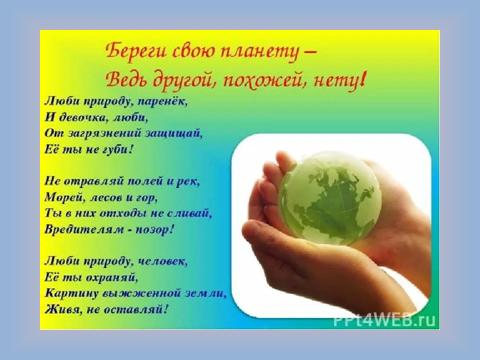 Береги свою планету –
Ведь другой, похожей, нету!
Люби природу, паренёк,
И девочка, люби,
От загрязнений защищай,
Её ты не губи!
Не отравляй полей и рек,
Морей, лесов и гор,
Ты в них отходы не сливай,
Вредителям - позор!
Люби природу, человек,
Её ты охраняй,
Картину выжженной земли,
Живя, не оставляй!
PPt4WEB.ru